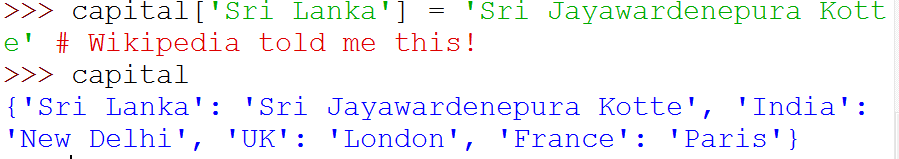 >>> capital['Sri Lanka'] = 'Sri Jayawardenepura Kott
e' # Wikipedia told me this!
>>> capital
{'Sri Lanka': 'Sri Jayawardenepura Kotte', 'India':
'New Delhi', 'UK': 'London', 'France': 'Paris'}